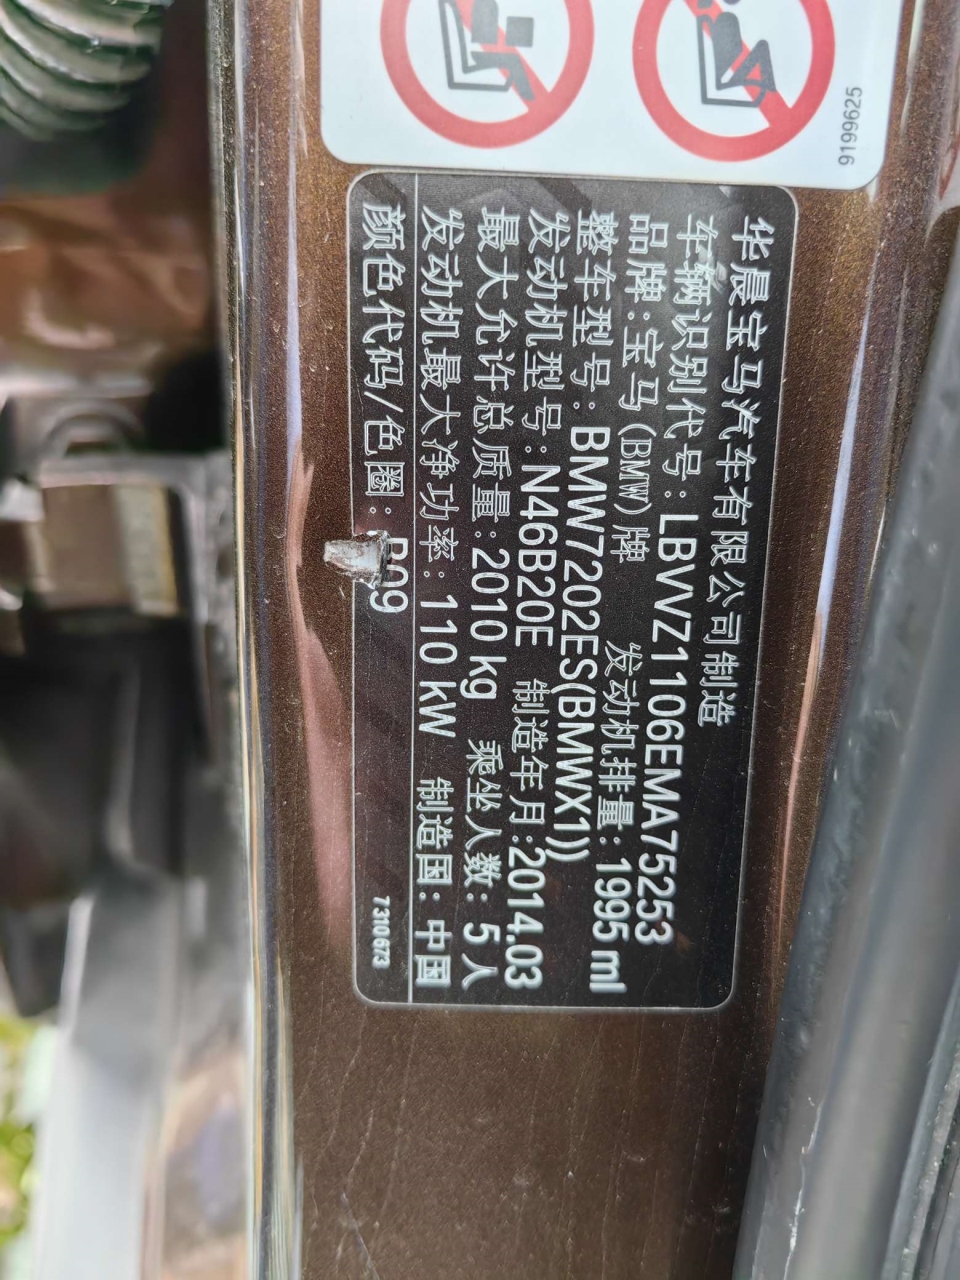 9199625
华晨宝马汽车有限公司制造
车辆识别代号:LBVVZ1106EMA75253
品牌:宝马(BMW)牌 发动机排量:1995 ml
整车型号:BMW7202ES(BMWX1))
发动机型号:N46B20E 制造年月:2014.03
最大允许总质量:2010 kg 乘坐人数:5人
发动机最大净功率:110 kW 制造国:中国
颜色代码/色圈: B09
7310673